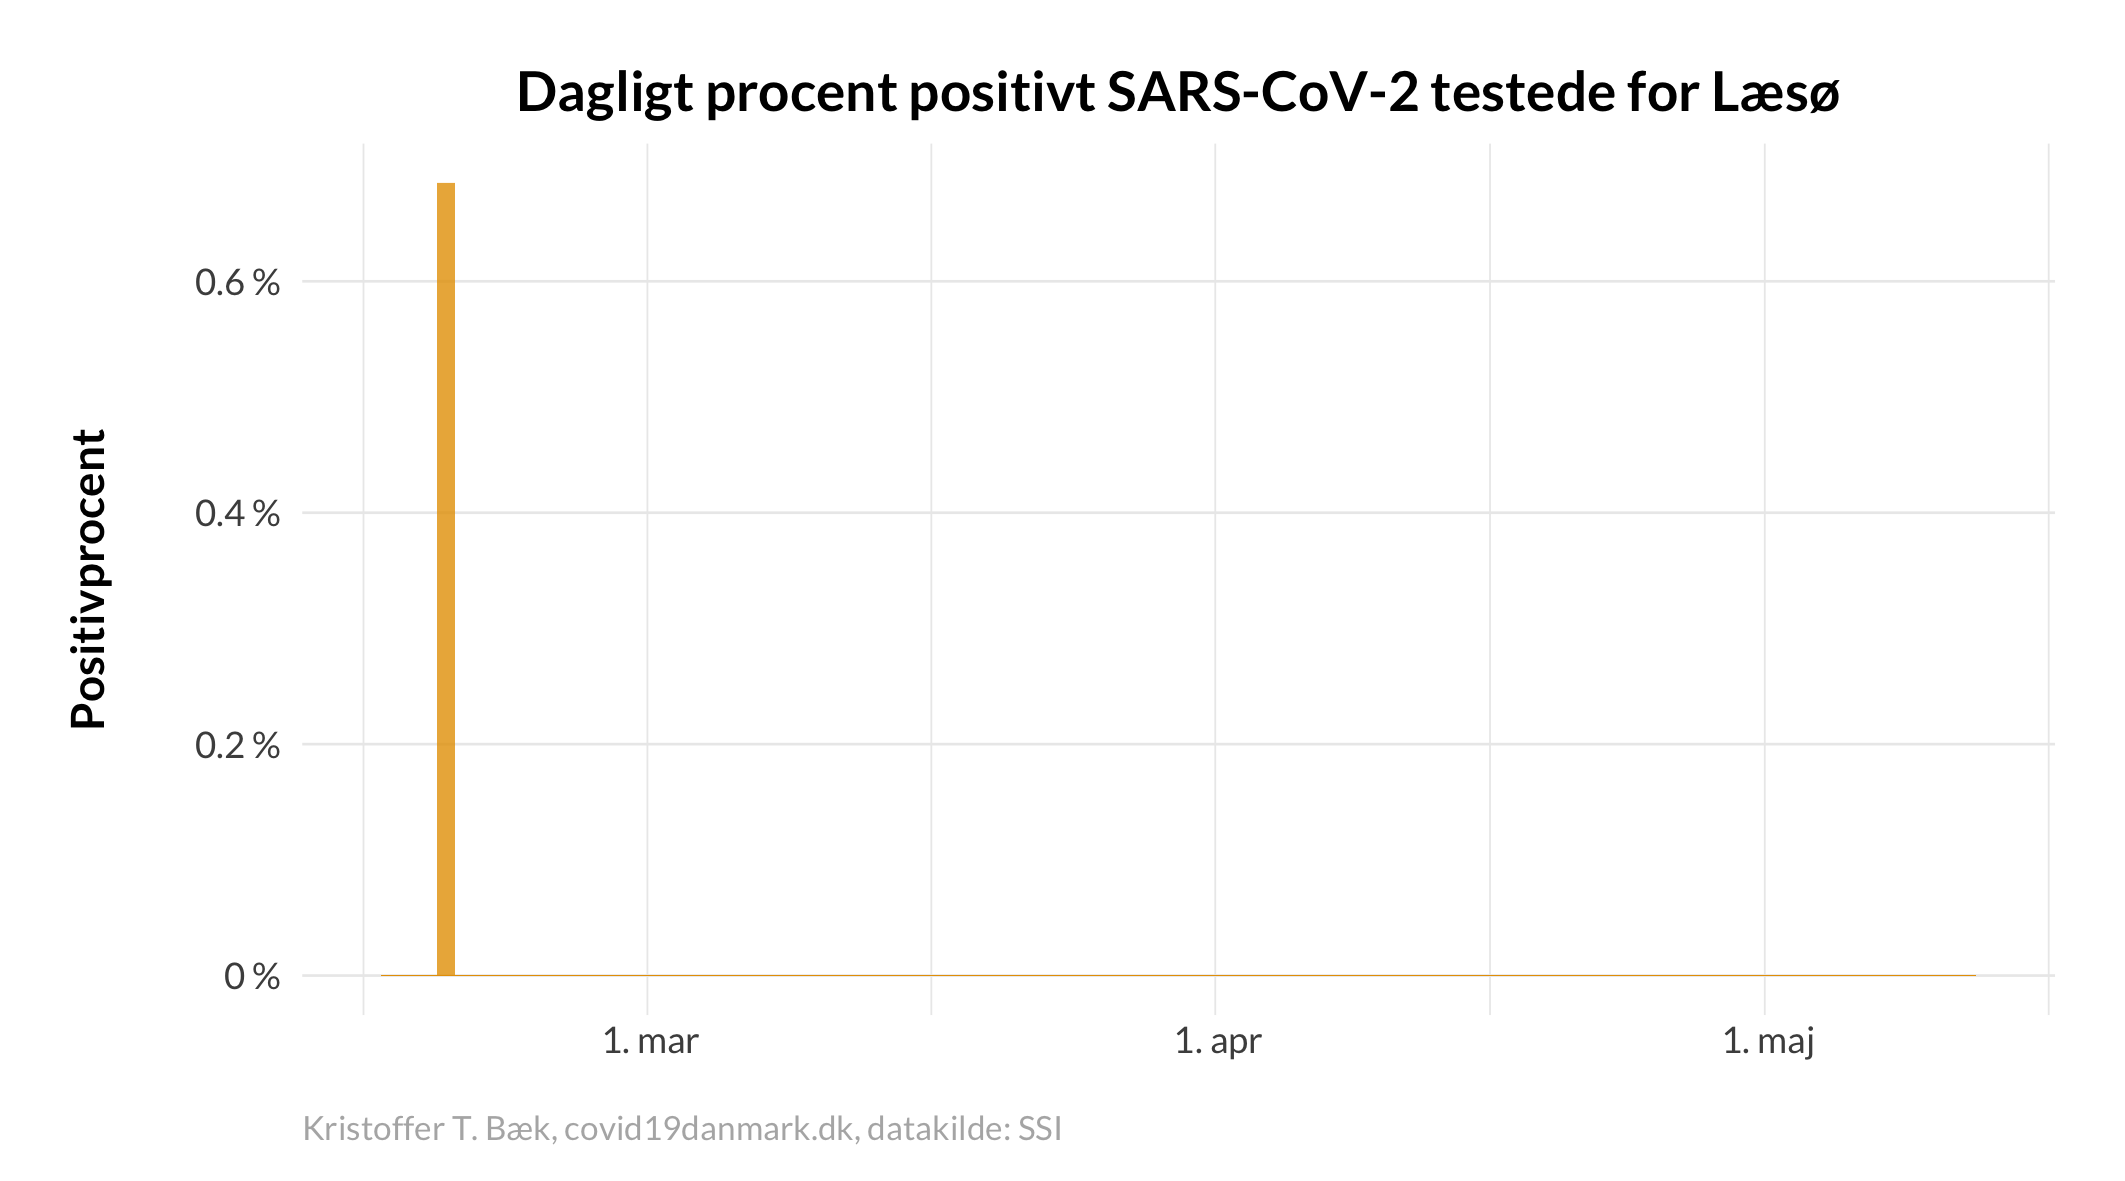 Dagligt procent positivt SARS-CoV-2 testede for Læsø
Positivprocent
0.6 %
0.4 %
0.2 %
0 %
1. mar
1. apr
1. maj
Kristoffer T. Bæk, covid19danmark.dk, datakilde: SSI